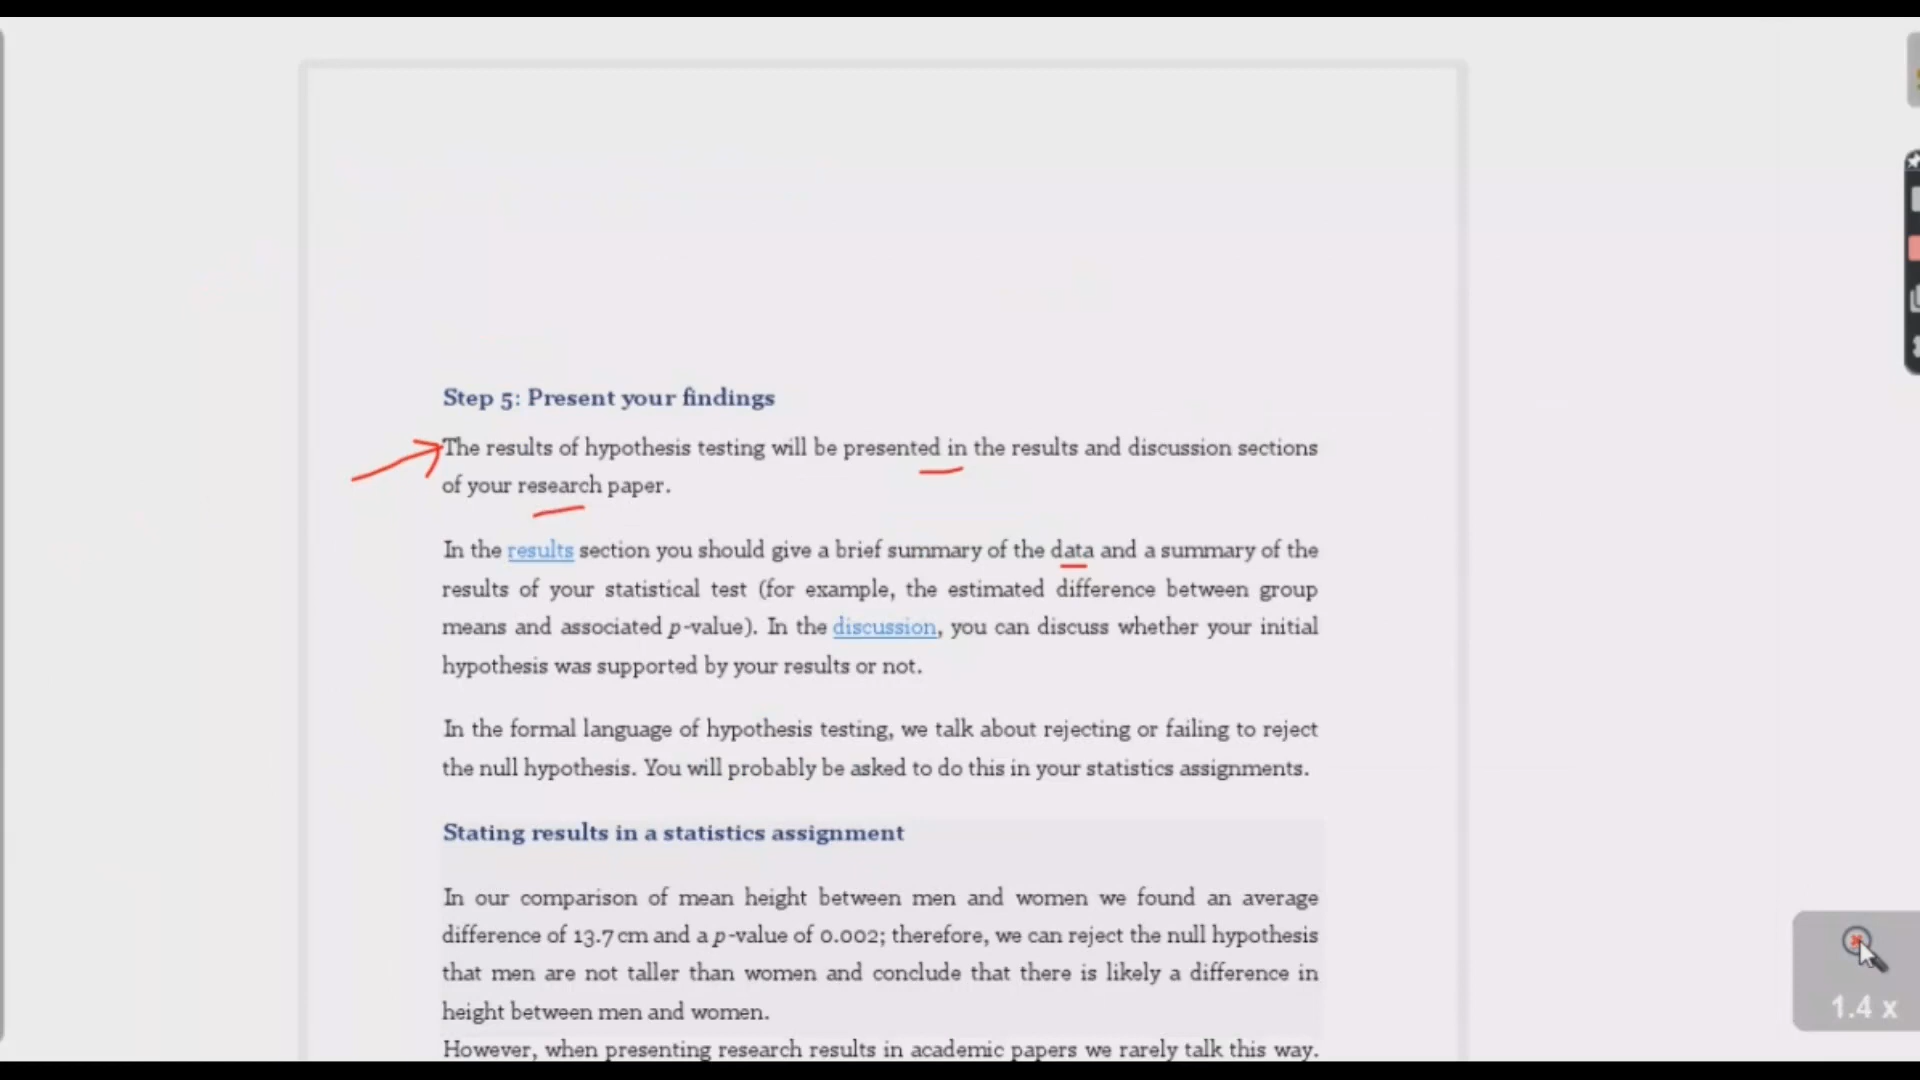 Step 5: Present your findings
The results of hypothesis testing will be presented in the results and discussion sections
of your research paper.
In the results section you should give a brief summary of the data and a summary of the
results of your statistical test (for example, the estimated difference between group
means and associated p-value). In the discussion, you can discuss whether your initial
hypothesis was supported by your results or not.
In the formal language of hypothesis testing, we talk about rejecting or failing to reject
the null hypothesis. You will probably be asked to do this in your statistics assignments.
Stating results in a statistics assignment
In our comparison of mean height between men and women we found an average
difference of 13.7 cm and a p-value of 0.002; therefore, we can reject the null hypothesis
that men are not taller than women and conclude that there is likely a difference in
height between men and women.
However, when presenting research results in academic papers we rarely talk this way.
1.4 x